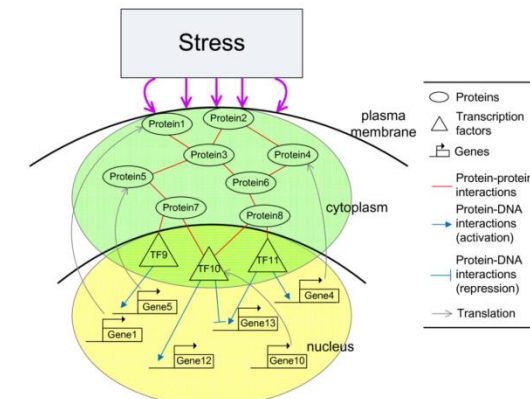 Stress
Protein1
Protein2
plasma
membrane
Protein3
Protein4
Protein5
Protein6
cytoplasm
Protein7
Protein8
TF9
TF10
TF11
Gene5
Gene4
Gene1
Gene13
nucleus
Gene12
Gene10
Proteins
Transcription
factors
Genes
Protein-protein
interactions
Protein-DNA
interactions
(activation)
Protein-DNA
interactions
(repression)
Translation